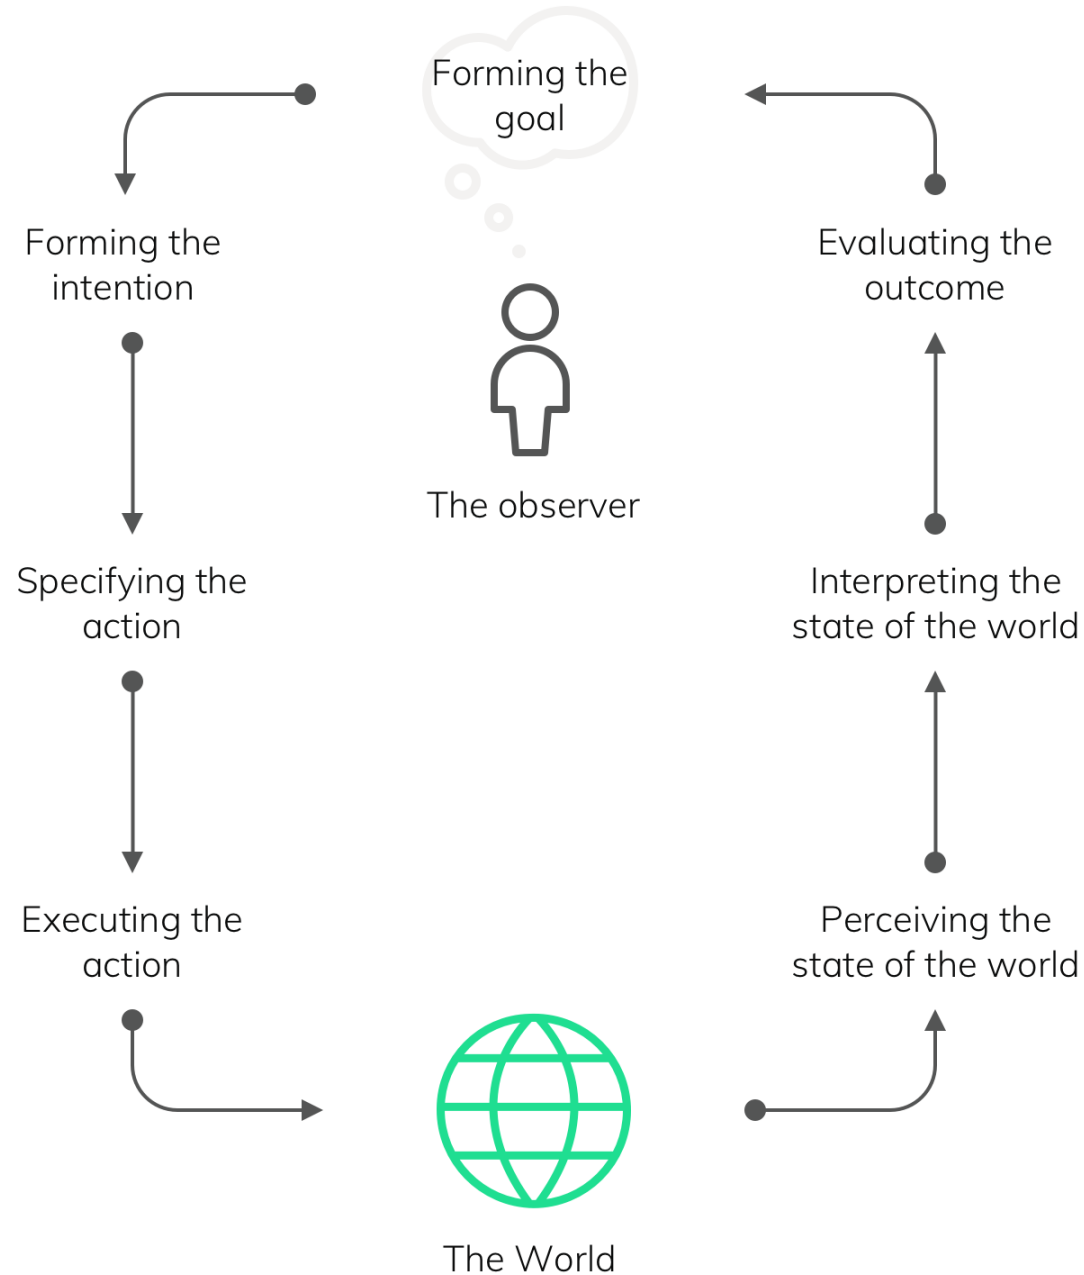 Forming the
goal
Forming the
intention
Evaluating the
outcome
The observer
Specifying the
action
Interpreting the
state of the world
Executing the
action
Perceiving the
state of the world
The World